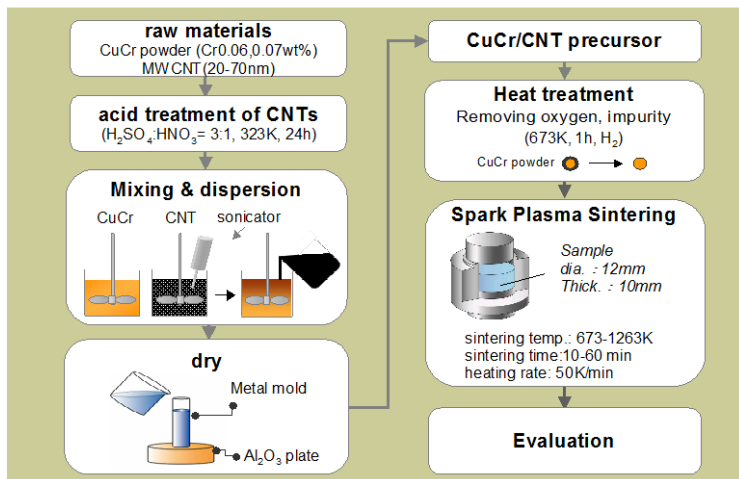 raw materials
CuCr powder (Cr0.06,0.07wt%)
MWCNT(20-70nm)
acid treatment of CNTs
(H₂SO₄:HNO₃= 3:1, 323K, 24h)
Mixing & dispersion
CuCr CNT sonicator
dry
Metal mold
Al₂O₃ plate
CuCr/CNT precursor
Heat treatment
Removing oxygen, impurity
(673K, 1h, H₂)
CuCr powder
Spark Plasma Sintering
Sample
dia. : 12mm
Thick. : 10mm
sintering temp.: 673-1263K
sintering time:10-60 min
heating rate: 50K/min
Evaluation